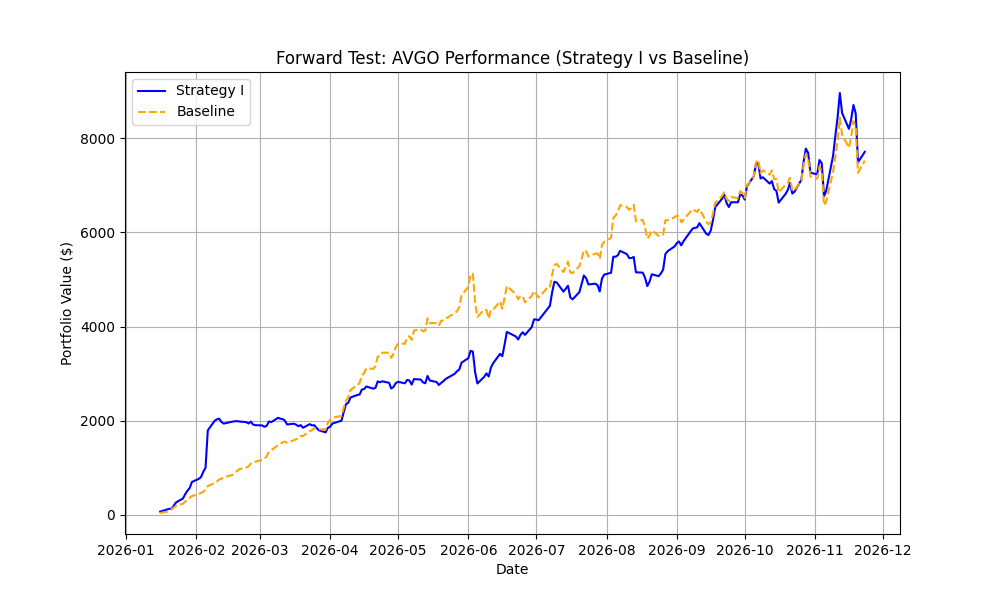 Forward Test: AVGO Performance (Strategy I vs Baseline)
Strategy I
Baseline
Portfolio Value ($)
8000
6000
4000
2000
0
2026-01 2026-02 2026-03 2026-04 2026-05 2026-06 2026-07 2026-08 2026-09 2026-10 2026-11 2026-12
Date